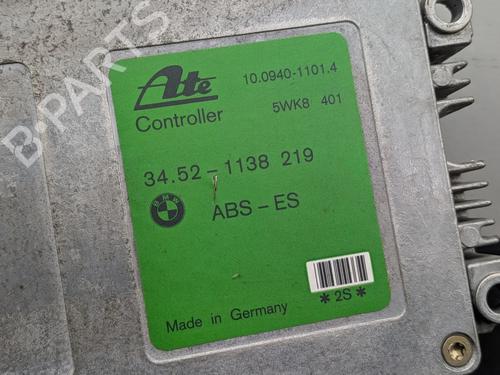 Ate
10.0940-1101.4
Controller
5WK8 401
34.52-1138 219
BMW
ABS-ES
*2S*
Made in Germany
B-PARTS